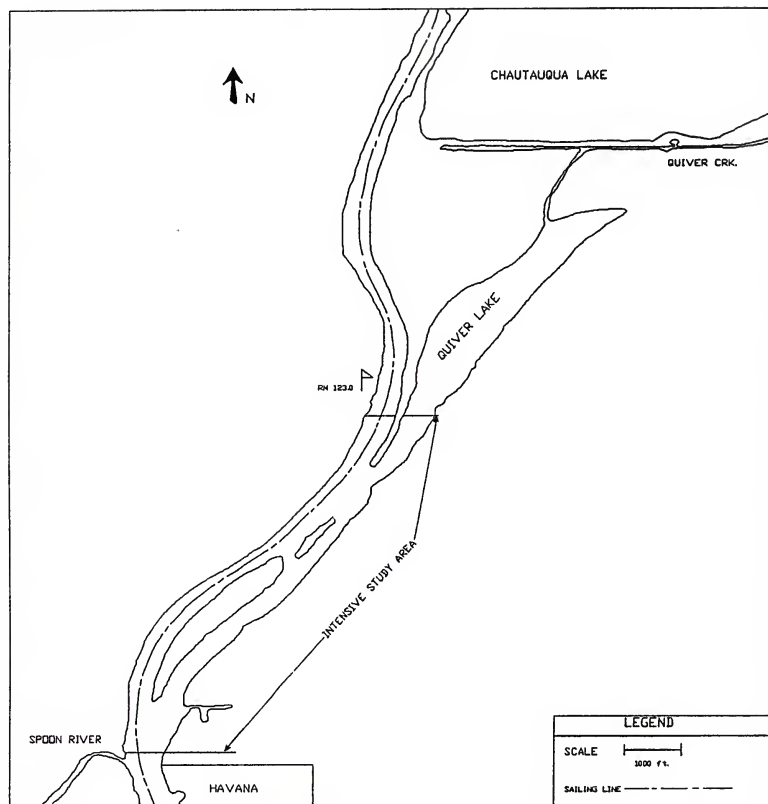 CHAUTAUQUA LAKE
N
QUIVER CRK.
QUIVER LAKE
RM 123.0
INTENSIVE STUDY AREA
SPOON RIVER
HAVANA
LEGEND
SCALE
1000 ft.
SAILING LINE